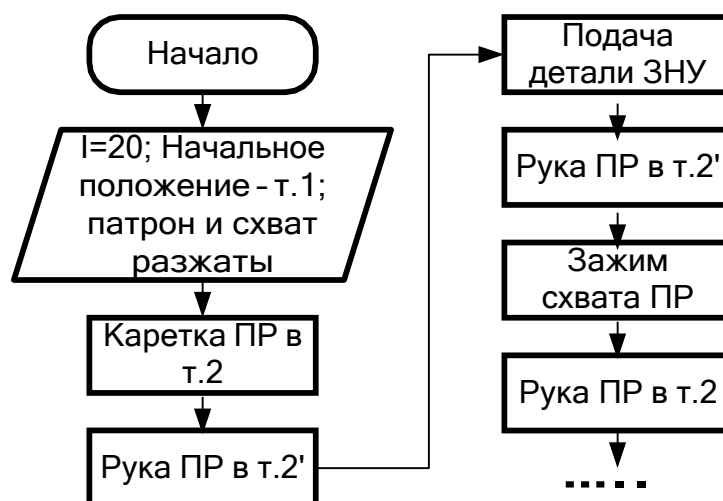 Начало
I=20; Начальное
положение - т.1;
патрон и схват
разжаты
Каретка ПР в
т.2
Рука ПР в т.2'
Подача
детали ЗНУ
Рука ПР в т.2'
Зажим
схвата ПР
Рука ПР в т.2